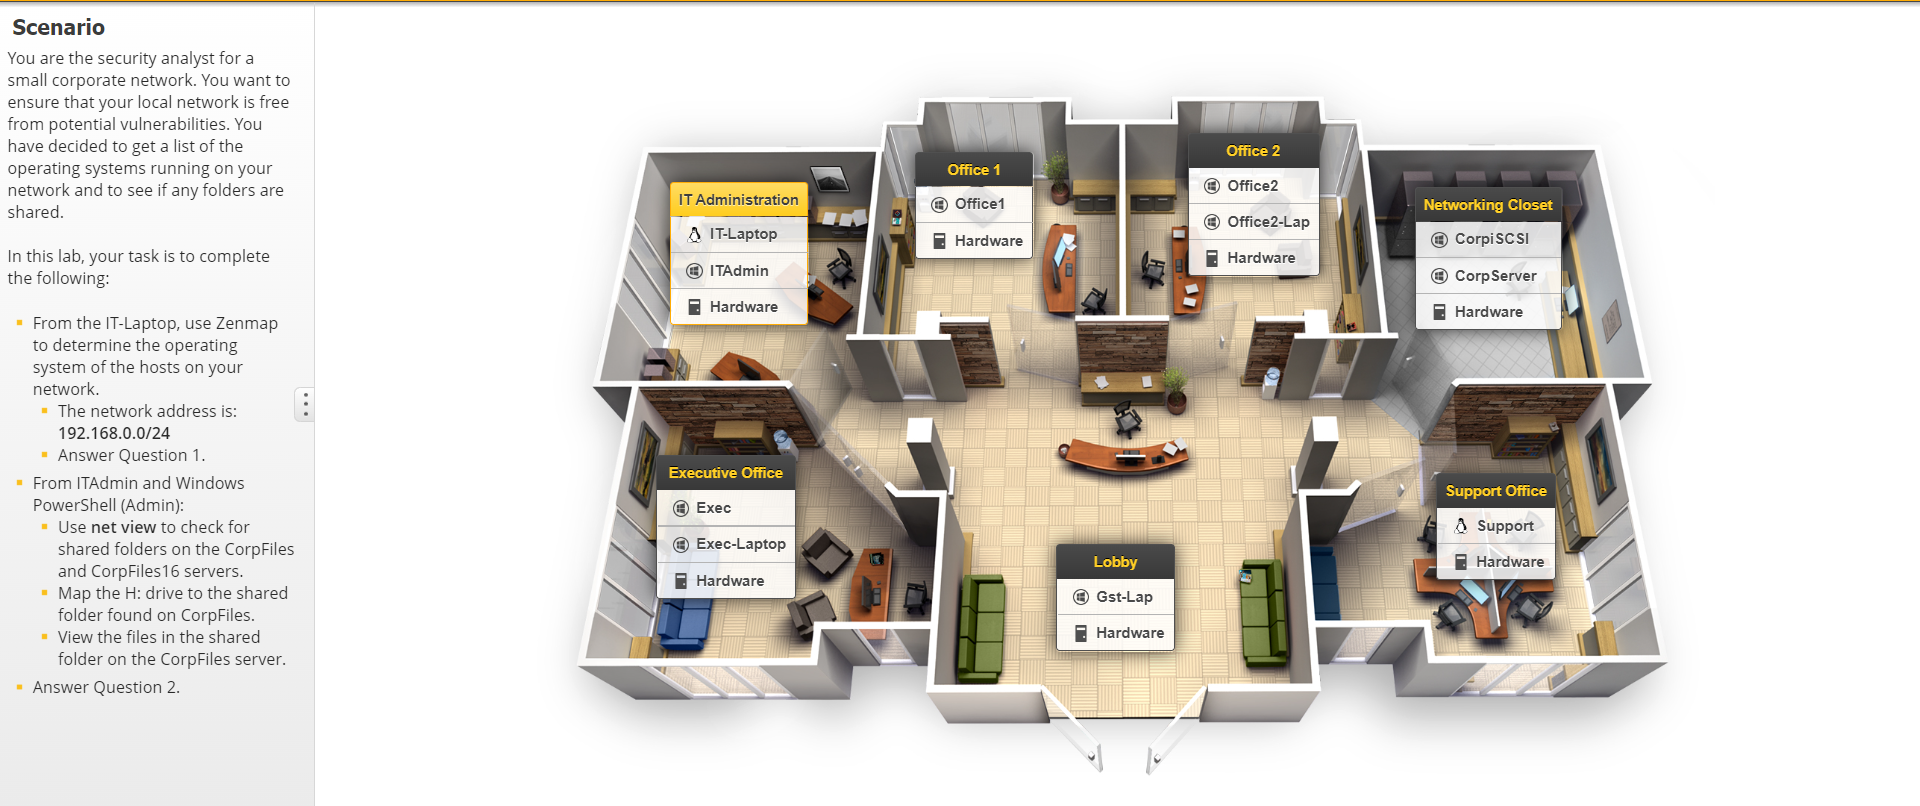 Scenario
You are the security analyst for a
small corporate network. You want to
ensure that your local network is free
from potential vulnerabilities. You
have decided to get a list of the
operating systems running on your
network and to see if any folders are
shared.
In this lab, your task is to complete
the following:
From the IT-Laptop, use Zenmap
to determine the operating
system of the hosts on your
network.
The network address is:
192.168.0.0/24
Answer Question 1.
From ITAdmin and Windows
PowerShell (Admin):
Use net view to check for
shared folders on the CorpFiles
and CorpFiles16 servers.
Map the H: drive to the shared
folder found on CorpFiles.
View the files in the shared
folder on the CorpFiles server.
Answer Question 2.
IT Administration
IT-Laptop
ITAdmin
Hardware
Office 1
Office1
Hardware
Office 2
Office2
Office2-Lap
Hardware
Networking Closet
CorpiSCSI
CorpServer
Hardware
Executive Office
Exec
Exec-Laptop
Hardware
Lobby
Gst-Lap
Hardware
Support Office
Support
Hardware